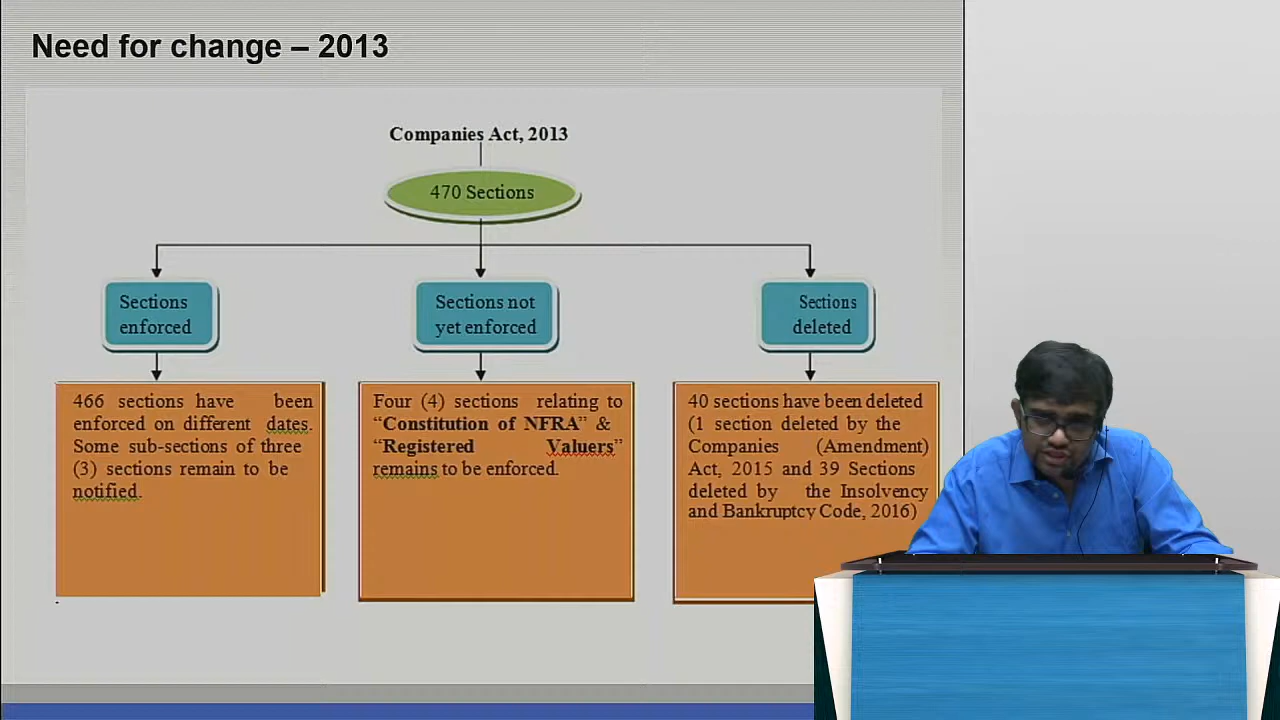 Need for change – 2013
Companies Act, 2013
470 Sections
Sections
enforced
Sections not
yet enforced
Sections
deleted
466 sections have been
enforced on different dates.
Some sub-sections of three
(3) sections remain to be
notified.
Four (4) sections relating to
“Constitution of NFRA” &
“Registered Valuers”
remains to be enforced.
40 sections have been deleted
(1 section deleted by the
Companies (Amendment)
Act, 2015 and 39 Sections
deleted by the Insolvency
and Bankruptcy Code, 2016)